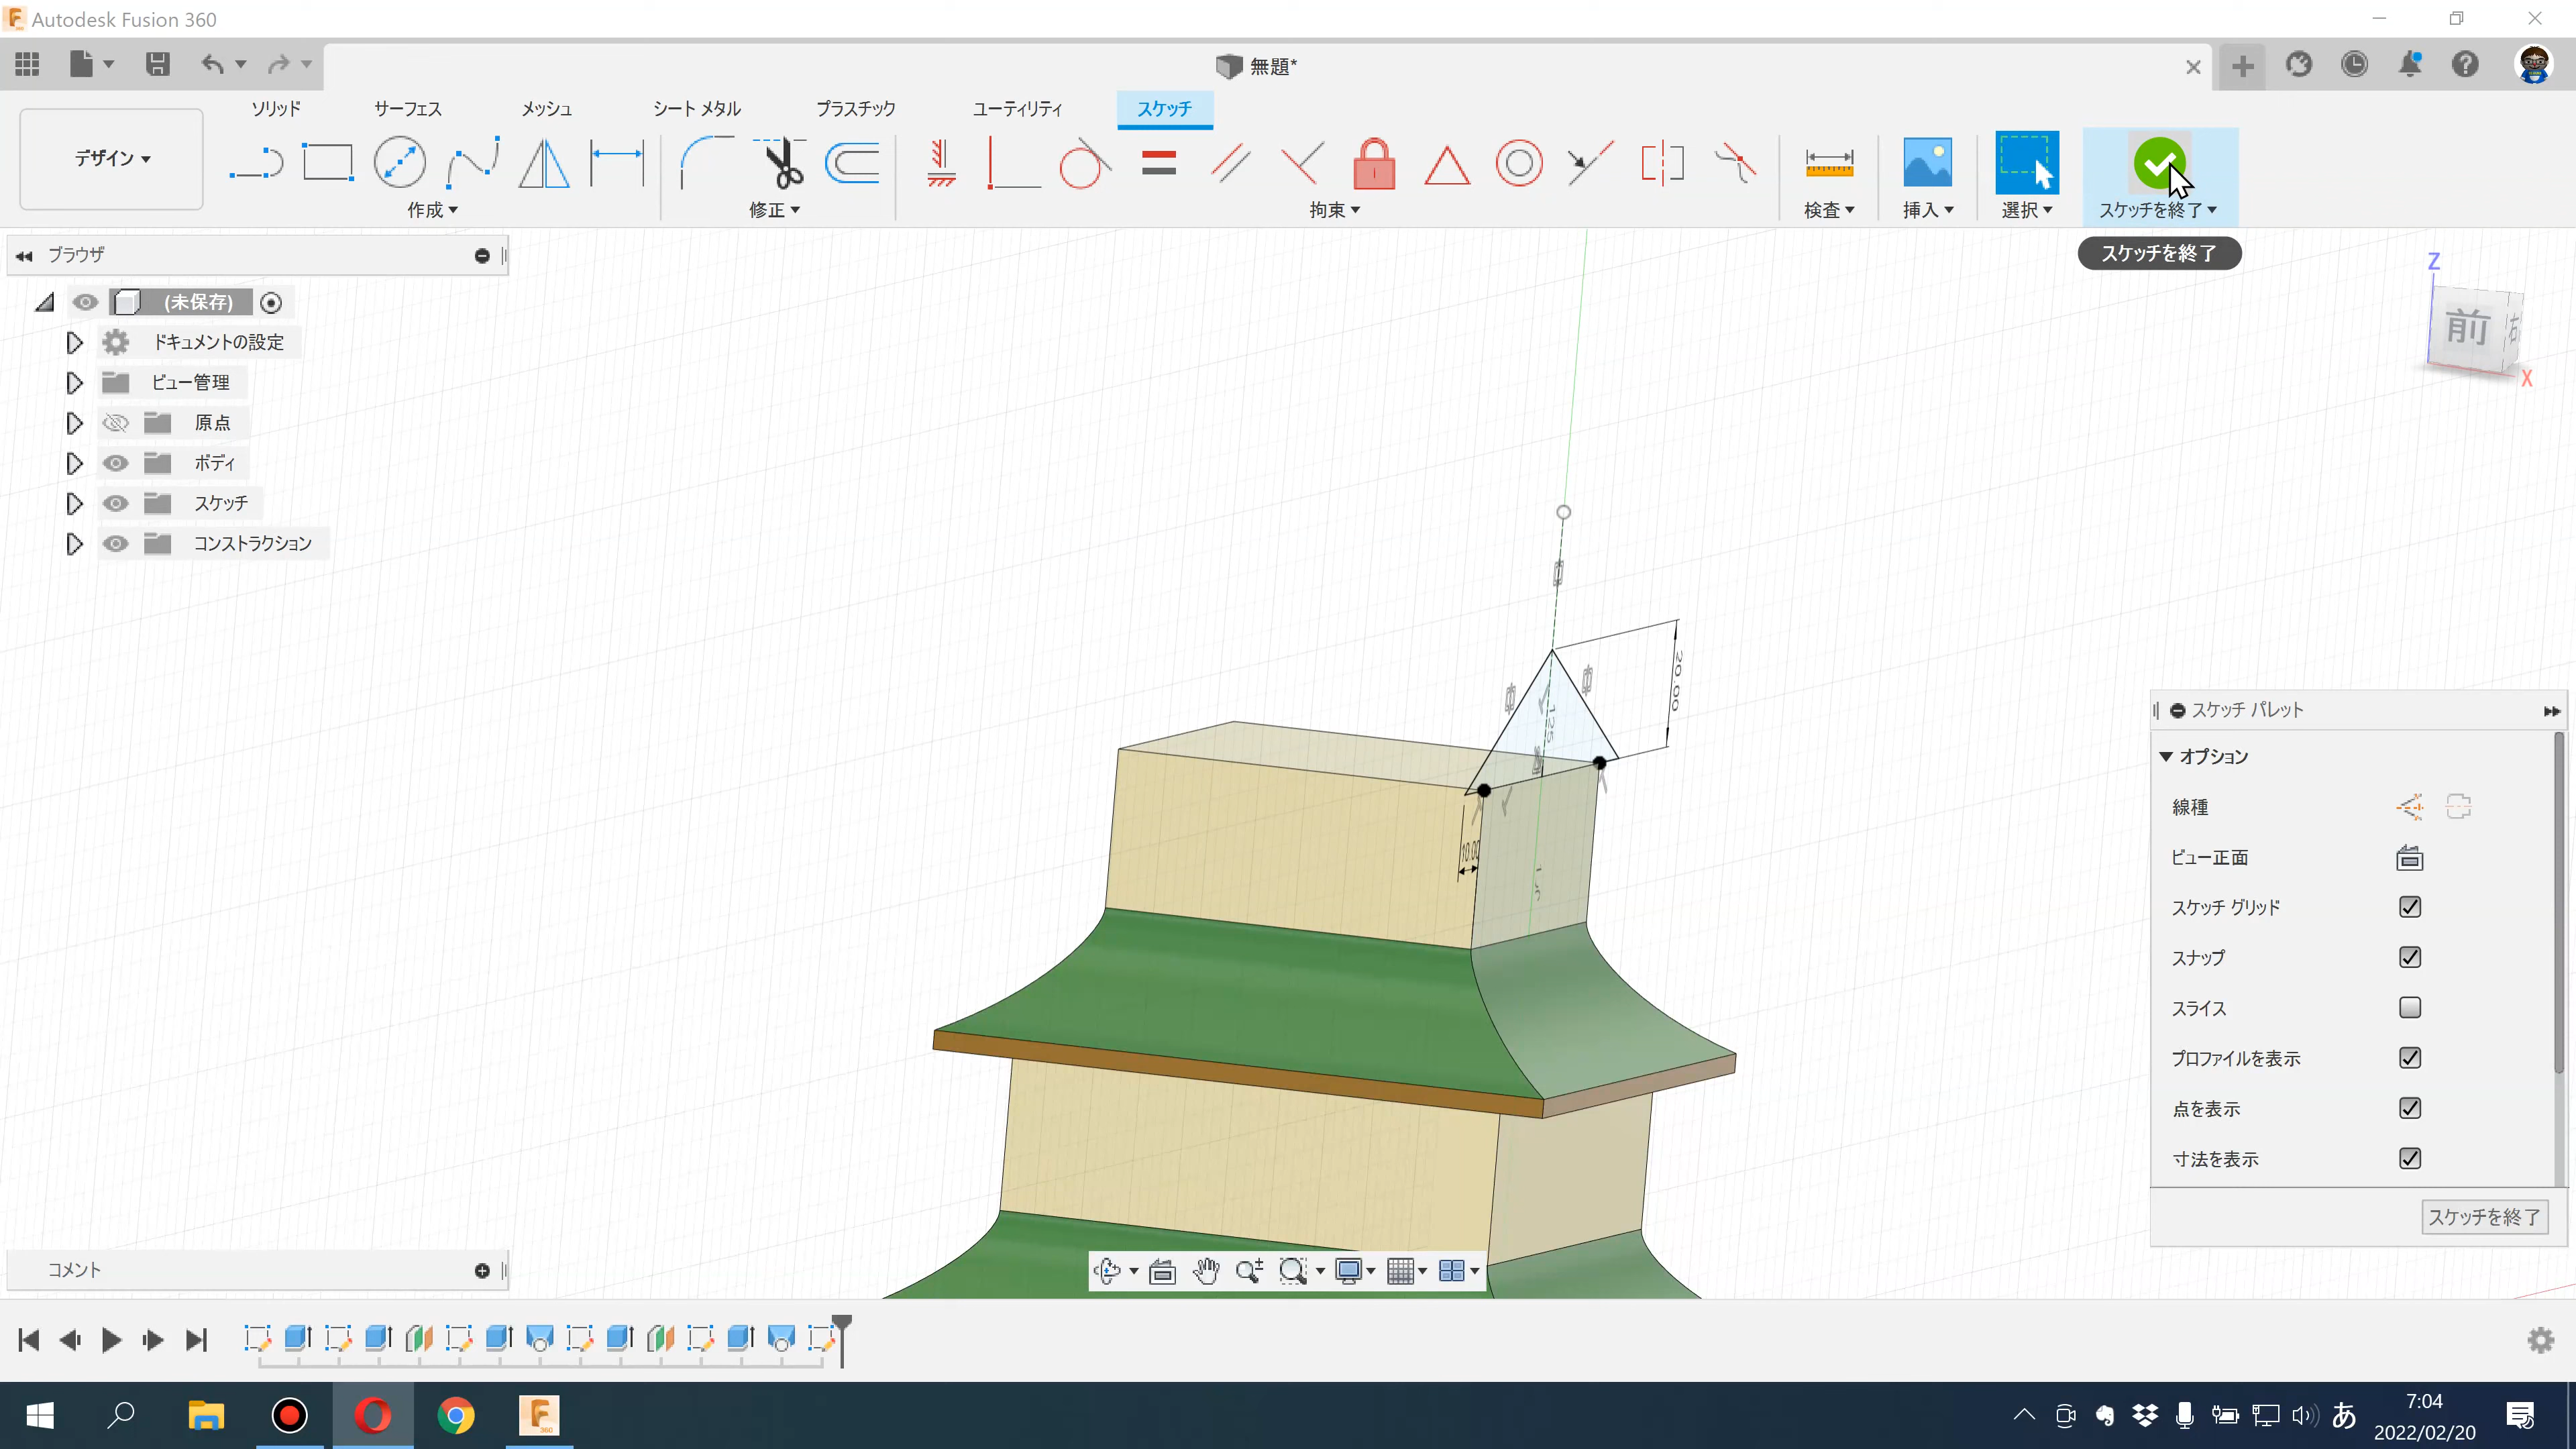 Autodesk Fusion 360
無題*
ソリッド サーフェス メッシュ シート メタル プラスチック ユーティリティ スケッチ
デザイン
作成 修正 拘束 検査 挿入 選択 スケッチを終了
スケッチを終了
ブラウザ
(未保存)
ドキュメントの設定
ビュー管理
原点
ボディ
スケッチ
コンストラクション
Z
前
右
X
20.00
10.00
スケッチ パレット
オプション
線種
ビュー正面
スケッチ グリッド
スナップ
スライス
プロファイルを表示
点を表示
寸法を表示
スケッチを終了
コメント
360
あ
7:04
2022/02/20